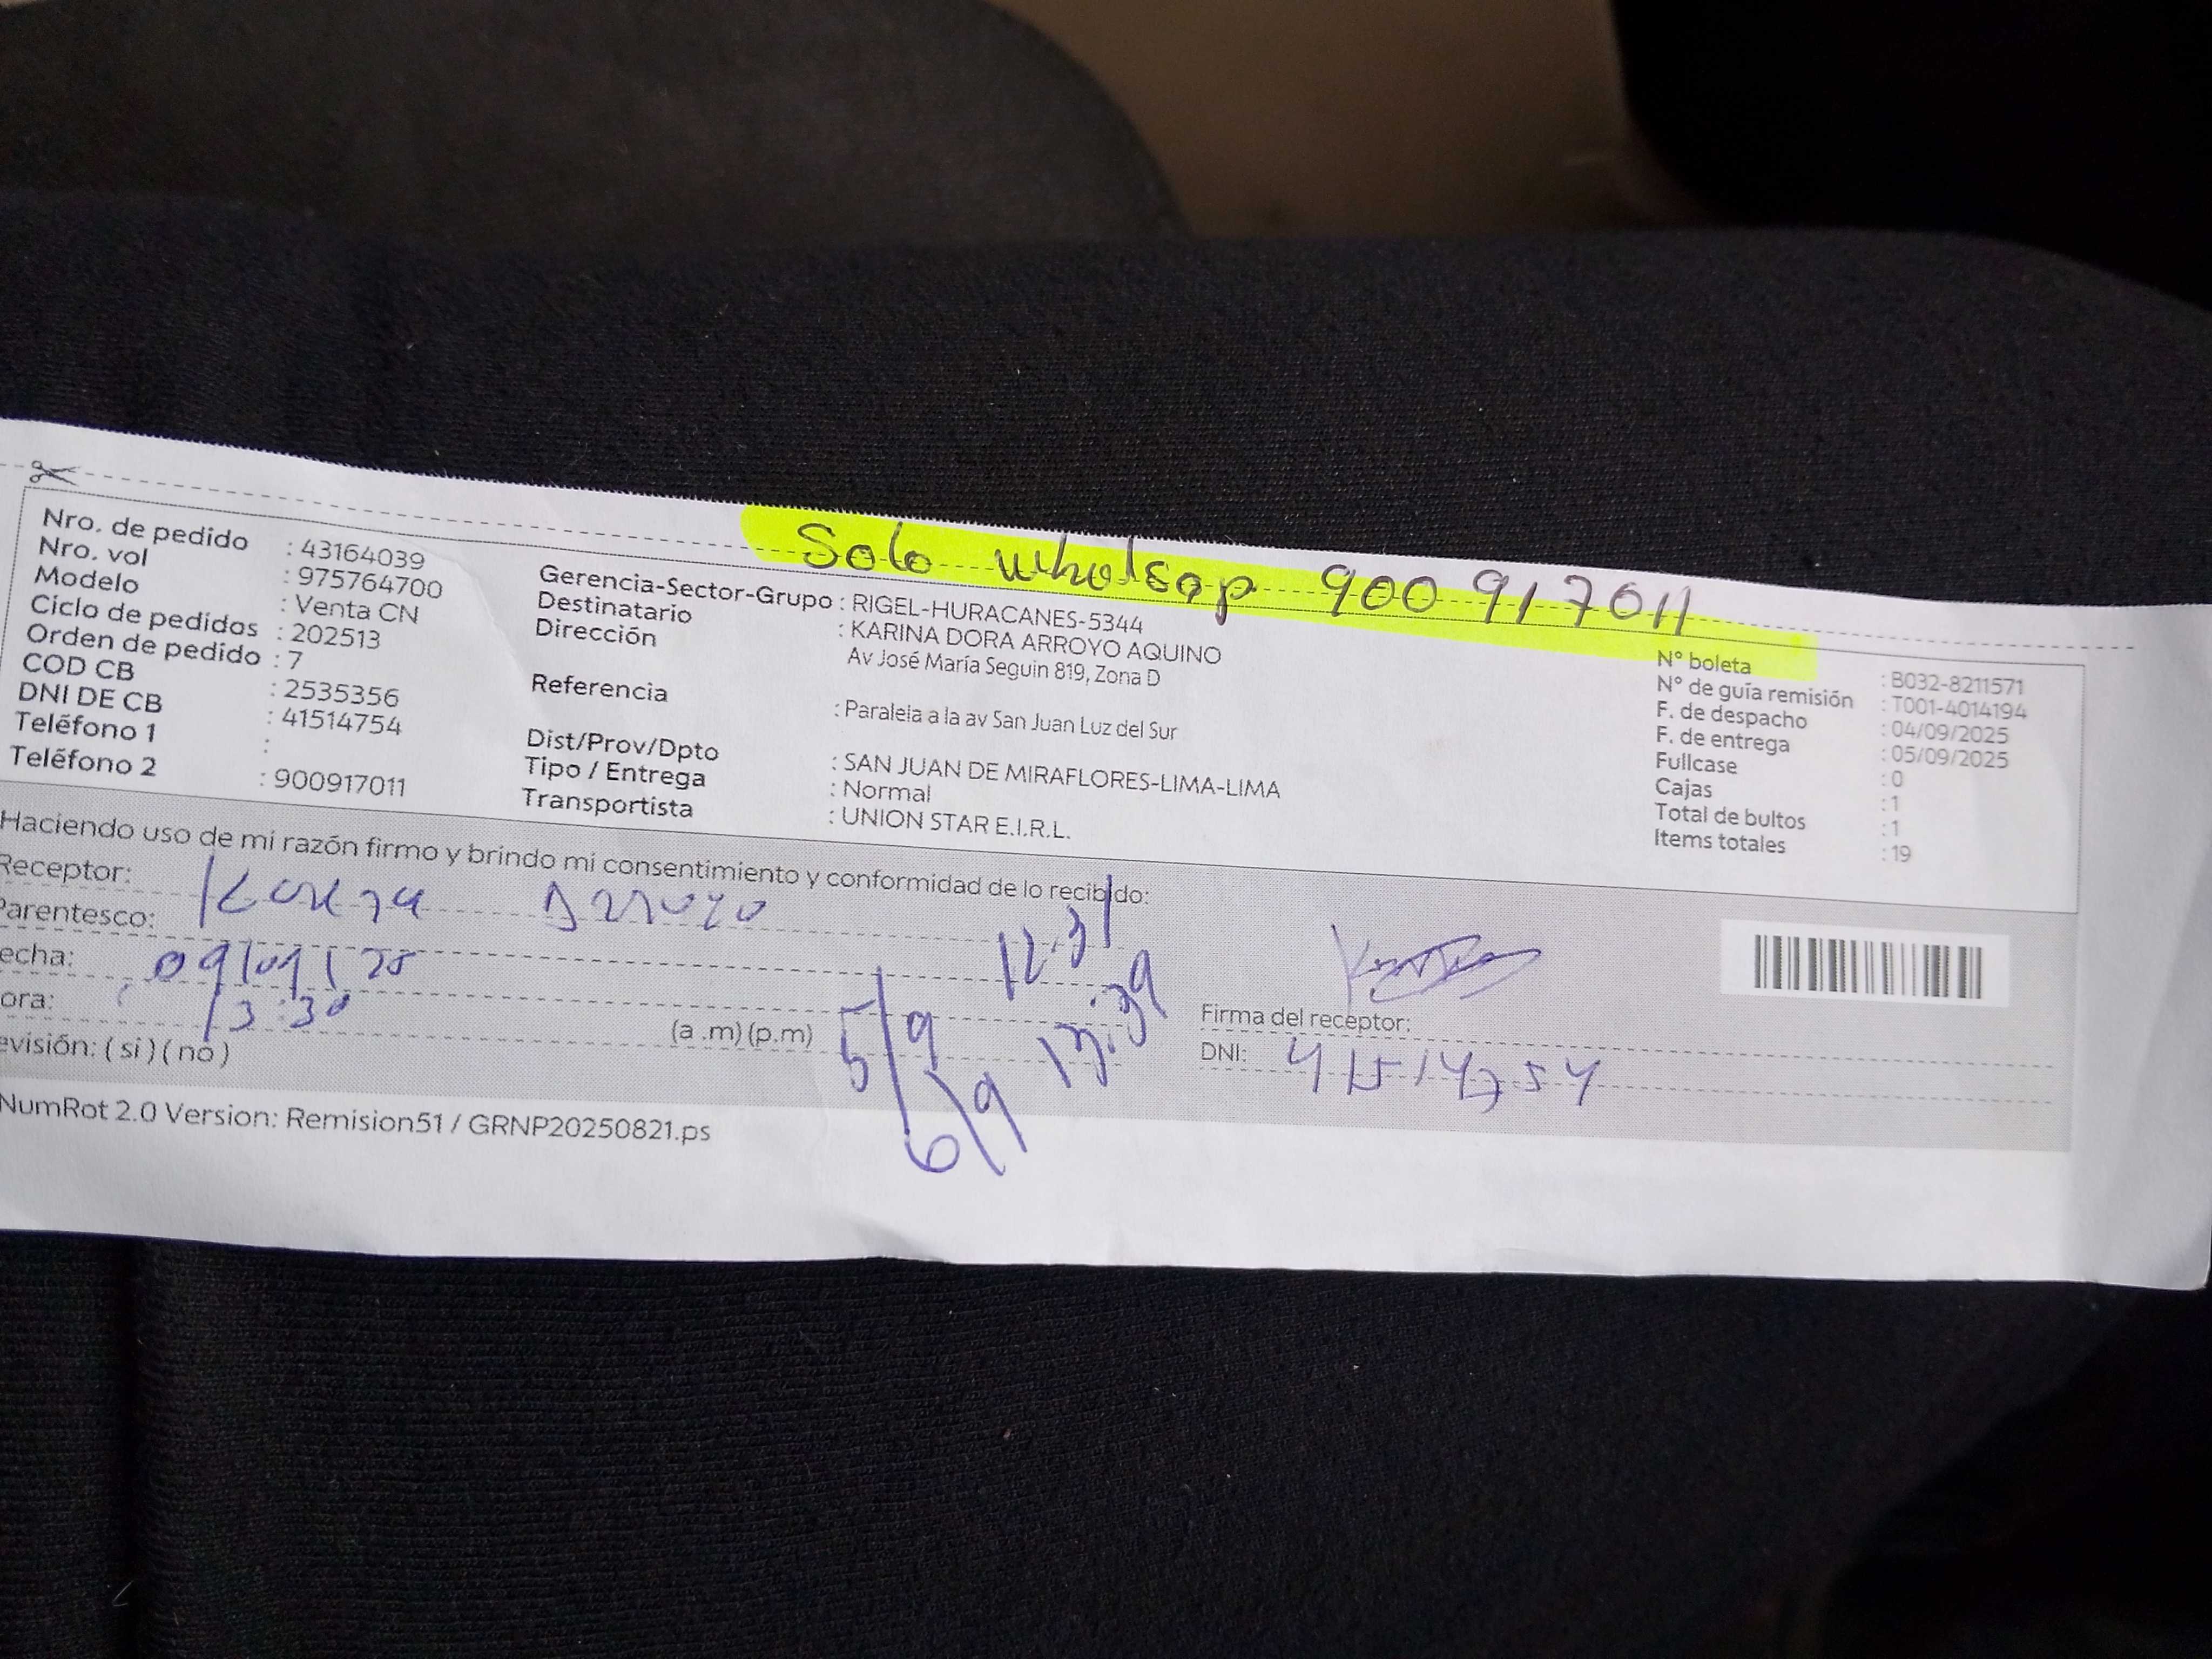 Solo whatsap 900 917011
Nro. de pedido : 43164039
Nro. vol : 975764700
Modelo : Venta CN
Ciclo de pedidos : 202513
Orden de pedido : 7
COD CB : 2535356
DNI DE CB : 41514754
Teléfono 1 :
Teléfono 2 : 900917011
Gerencia-Sector-Grupo : RIGEL-HURACANES-5344
Destinatario : KARINA DORA ARROYO AQUINO
Dirección Av José María Seguin 819, Zona D
Referencia : Paralela a la av San Juan Luz del Sur
Dist/Prov/Dpto : SAN JUAN DE MIRAFLORES-LIMA-LIMA
Tipo / Entrega : Normal
Transportista : UNION STAR E.I.R.L.
N° boleta : B032-8211571
N° de guía remisión : T001-4014194
F. de despacho : 04/09/2025
F. de entrega : 05/09/2025
Fullcase : 0
Cajas : 1
Total de bultos : 1
Items totales : 19
Haciendo uso de mi razón firmo y brindo mi consentimiento y conformidad de lo recibido:
Receptor: Karina Arroyo
Parentesco:
echa: 09/09/25
ora: 13:30 (a .m) (p.m)
evisión: ( si ) ( no )
5/9 12:31
6/9
Firma del receptor:
DNI: 41514754
NumRot 2.0 Version: Remision51 / GRNP20250821.ps